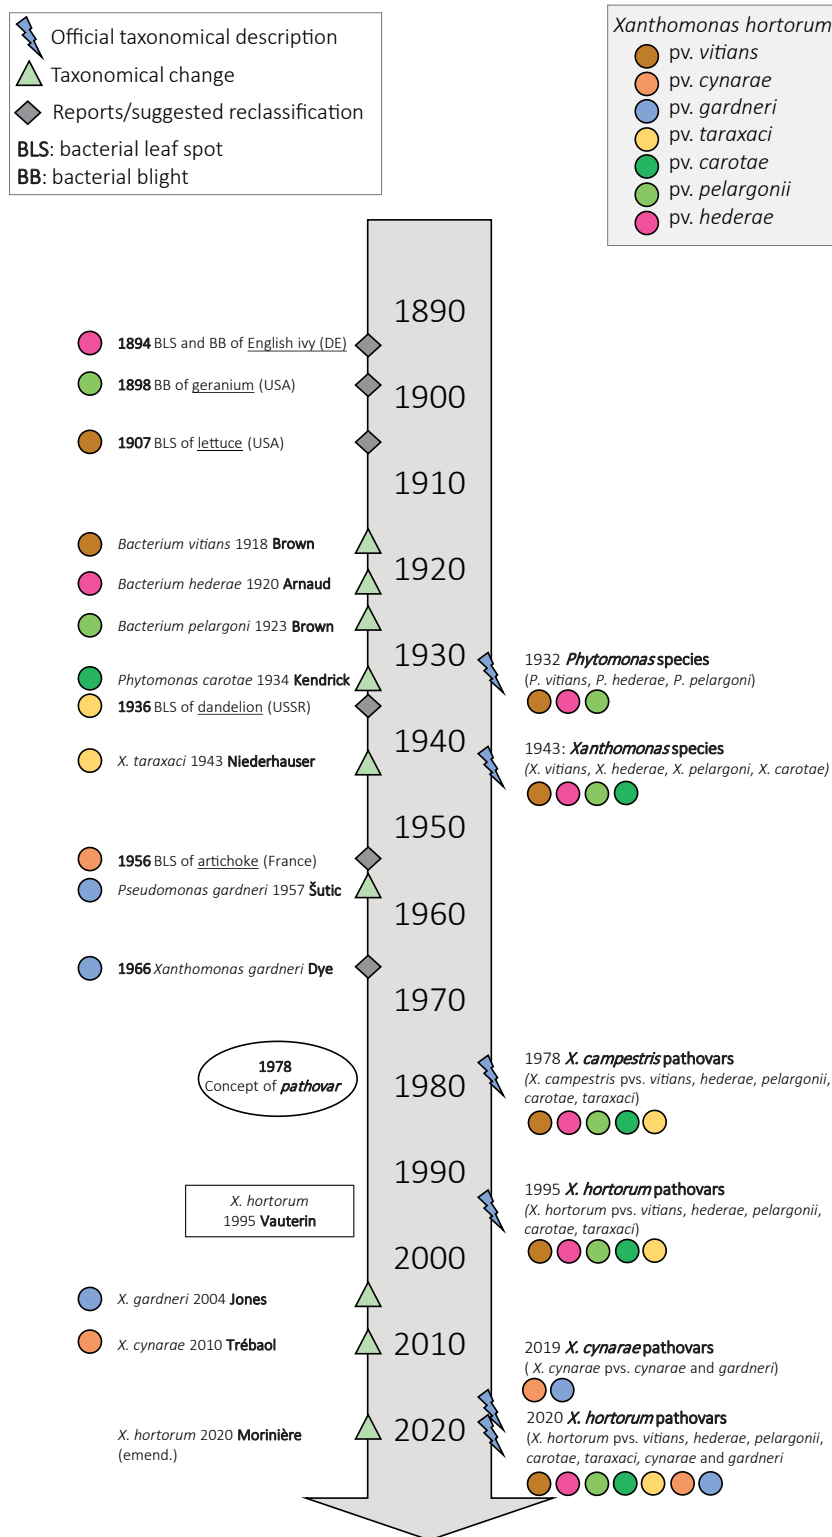 Official taxonomical description
Taxonomical change
Reports/suggested reclassification
BLS: bacterial leaf spot
BB: bacterial blight
Xanthomonas hortorum
pv. vitians
pv. cynarae
pv. gardneri
pv. taraxaci
pv. carotae
pv. pelargonii
pv. hederae
1890
1894 BLS and BB of English ivy (DE)
1898 BB of geranium (USA)
1900
1907 BLS of lettuce (USA)
1910
Bacterium vitians 1918 Brown
1920
Bacterium hederae 1920 Arnaud
Bacterium pelargoni 1923 Brown
1930
1932 Phytomonas species
(P. vitians, P. hederae, P. pelargoni)
Phytomonas carotae 1934 Kendrick
1936 BLS of dandelion (USSR)
1940
1943: Xanthomonas species
(X. vitians, X. hederae, X. pelargoni, X. carotae)
X. taraxaci 1943 Niederhauser
1950
1956 BLS of artichoke (France)
Pseudomonas gardneri 1957 Šutic
1960
1966 Xanthomonas gardneri Dye
1970
1978
Concept of pathovar
1980
1978 X. campestris pathovars
(X. campestris pvs. vitians, hederae, pelargonii,
carotae, taraxaci)
1990
X. hortorum
1995 Vauterin
1995 X. hortorum pathovars
(X. hortorum pvs. vitians, hederae, pelargonii,
carotae, taraxaci)
2000
X. gardneri 2004 Jones
2010
X. cynarae 2010 Trébaol
2019 X. cynarae pathovars
( X. cynarae pvs. cynarae and gardneri)
2020
X. hortorum 2020 Morinière
(emend.)
2020 X. hortorum pathovars
(X. hortorum pvs. vitians, hederae, pelargonii,
carotae, taraxaci, cynarae and gardneri